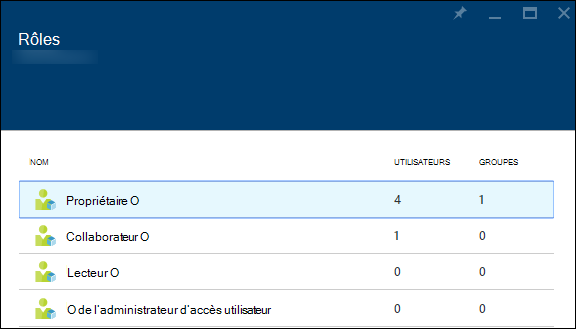 Rôles
NOM UTILISATEURS GROUPES
Propriétaire O 4 1
Collaborateur O 1 0
Lecteur O 0 0
O de l'administrateur d'accès utilisateur 0 0